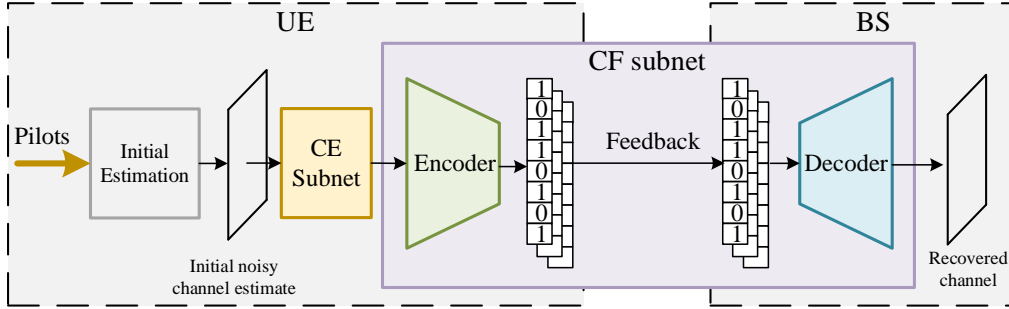 UE
BS
CF subnet
Pilots
Initial
Estimation
CE
Subnet
Encoder
1
0
1
1
0
1
0
1
Feedback
1
0
1
1
0
1
0
1
Decoder
Initial noisy
channel estimate
Recovered
channel